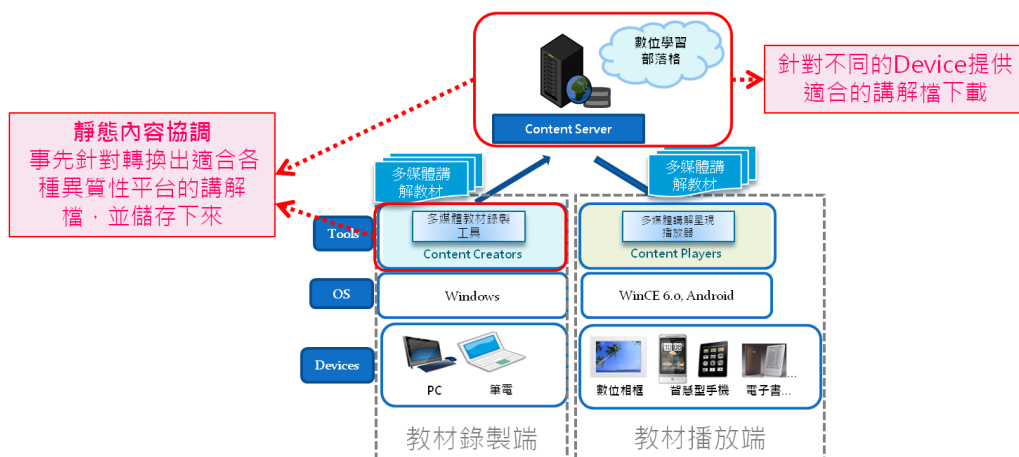 數位學習
部落格
Content Server
針對不同的Device提供
適合的講解檔下載
靜態內容協調
事先針對轉換出適合各
種異質性平台的講解
檔，並儲存下來
多媒體講
解教材
多媒體講
解教材
Tools
多媒體教材錄製
工具
Content Creators
多媒體講解呈現
播放器
Content Players
OS
Windows
WinCE 6.0, Android
Devices
PC
筆電
數位相框
智慧型手機
電子書...
...
教材錄製端
教材播放端